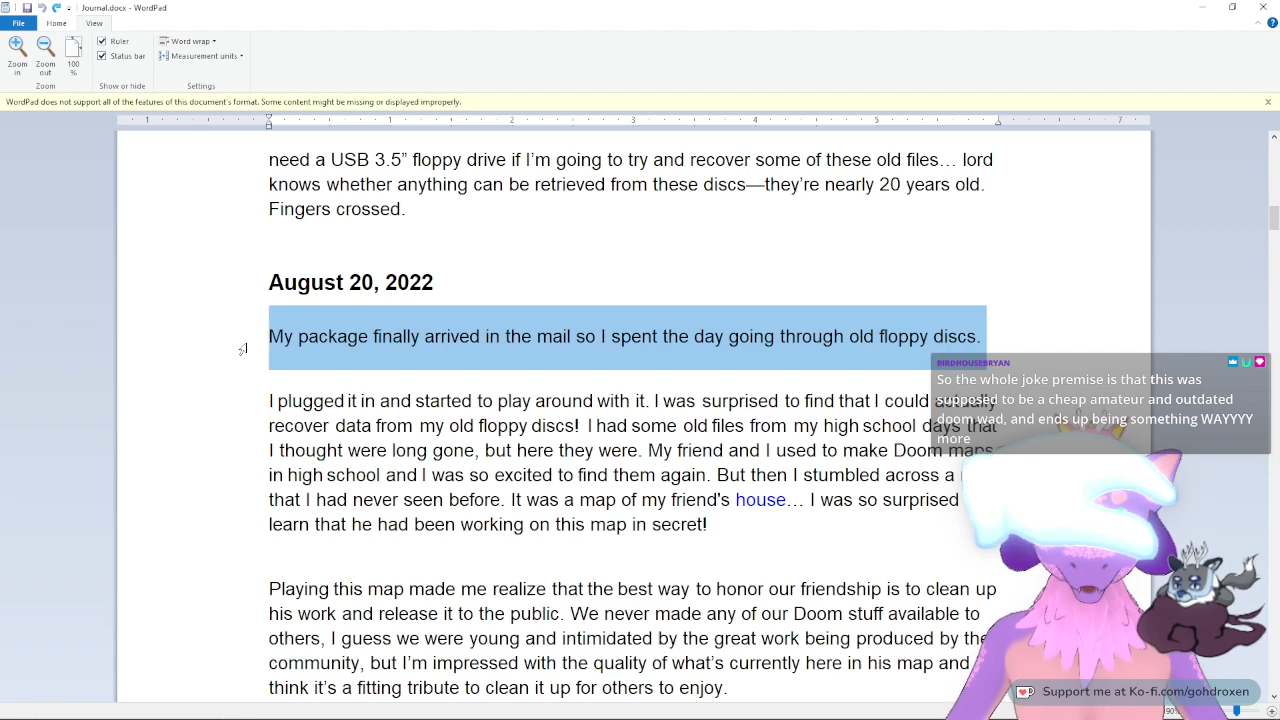 Journal.docx - WordPad
File
Home
View
Zoom in
Zoom out
100 %
Ruler
Status bar
Word wrap
Measurement units
Zoom
Show or hide
Settings
WordPad does not support all of the features of this document's format. Some content might be missing or displayed improperly.
1 1 2 3 4 5 7
need a USB 3.5” floppy drive if I’m going to try and recover some of these old files… lord
knows whether anything can be retrieved from these discs—they’re nearly 20 years old.
Fingers crossed.
August 20, 2022
My package finally arrived in the mail so I spent the day going through old floppy discs.
I plugged it in and started to play around with it. I was surprised to find that I could
recover data from my old floppy discs! I had some old files from my high school days that
I thought were long gone, but here they were. My friend and I used to make Doom maps
in high school and I was so excited to find them again. But then I stumbled across a
that I had never seen before. It was a map of my friend's house… I was so surprised
learn that he had been working on this map in secret!
Playing this map made me realize that the best way to honor our friendship is to clean up
his work and release it to the public. We never made any of our Doom stuff available to
others, I guess we were young and intimidated by the great work being produced by the
community, but I’m impressed with the quality of what’s currently here in his map and
think it’s a fitting tribute to clean it up for others to enjoy.
BIRDHOUSEBRYAN
So the whole joke premise is that this was
supposed to be a cheap amateur and outdated
doom wad, and ends up being something WAYYYY
more
Support me at Ko-fi.com/gohdroxen
90%